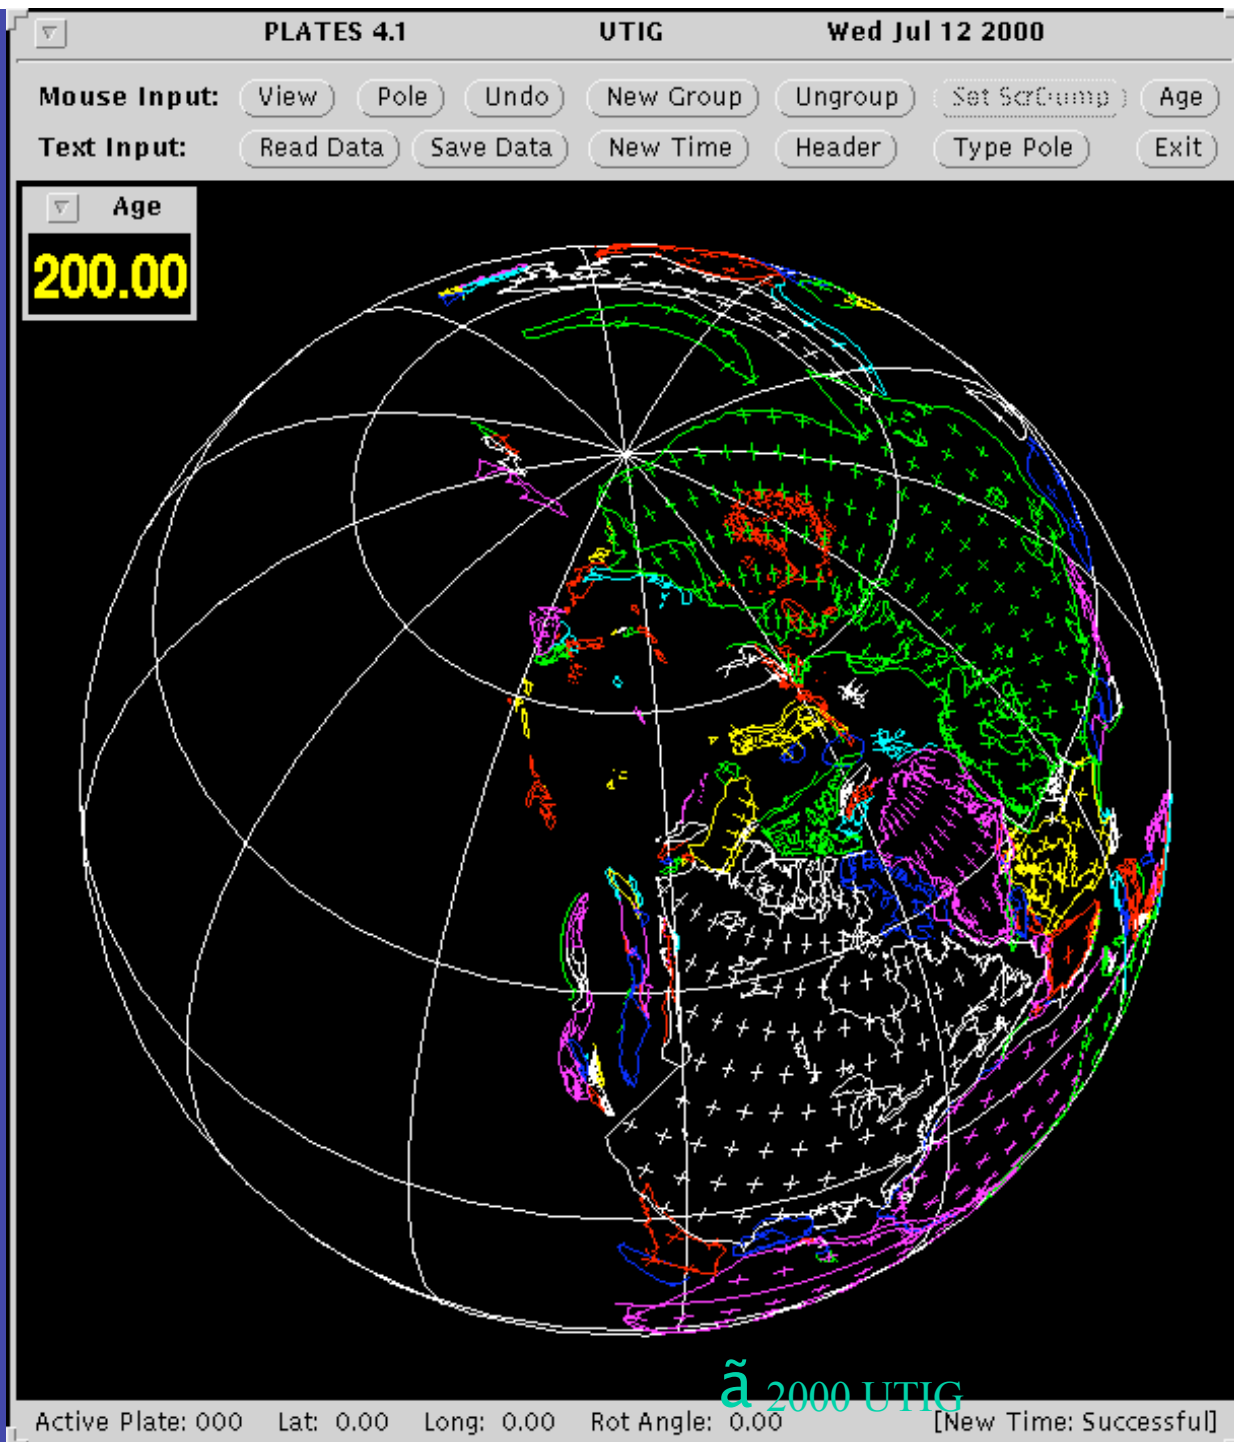 PLATES 4.1 UTIG Wed Jul 12 2000
Mouse Input: View Pole Undo New Group Ungroup Set ScrDump Age
Text Input: Read Data Save Data New Time Header Type Pole Exit
Age
200.00
ã 2000 UTIG
Active Plate: 000 Lat: 0.00 Long: 0.00 Rot Angle: 0.00 [New Time: Successful]